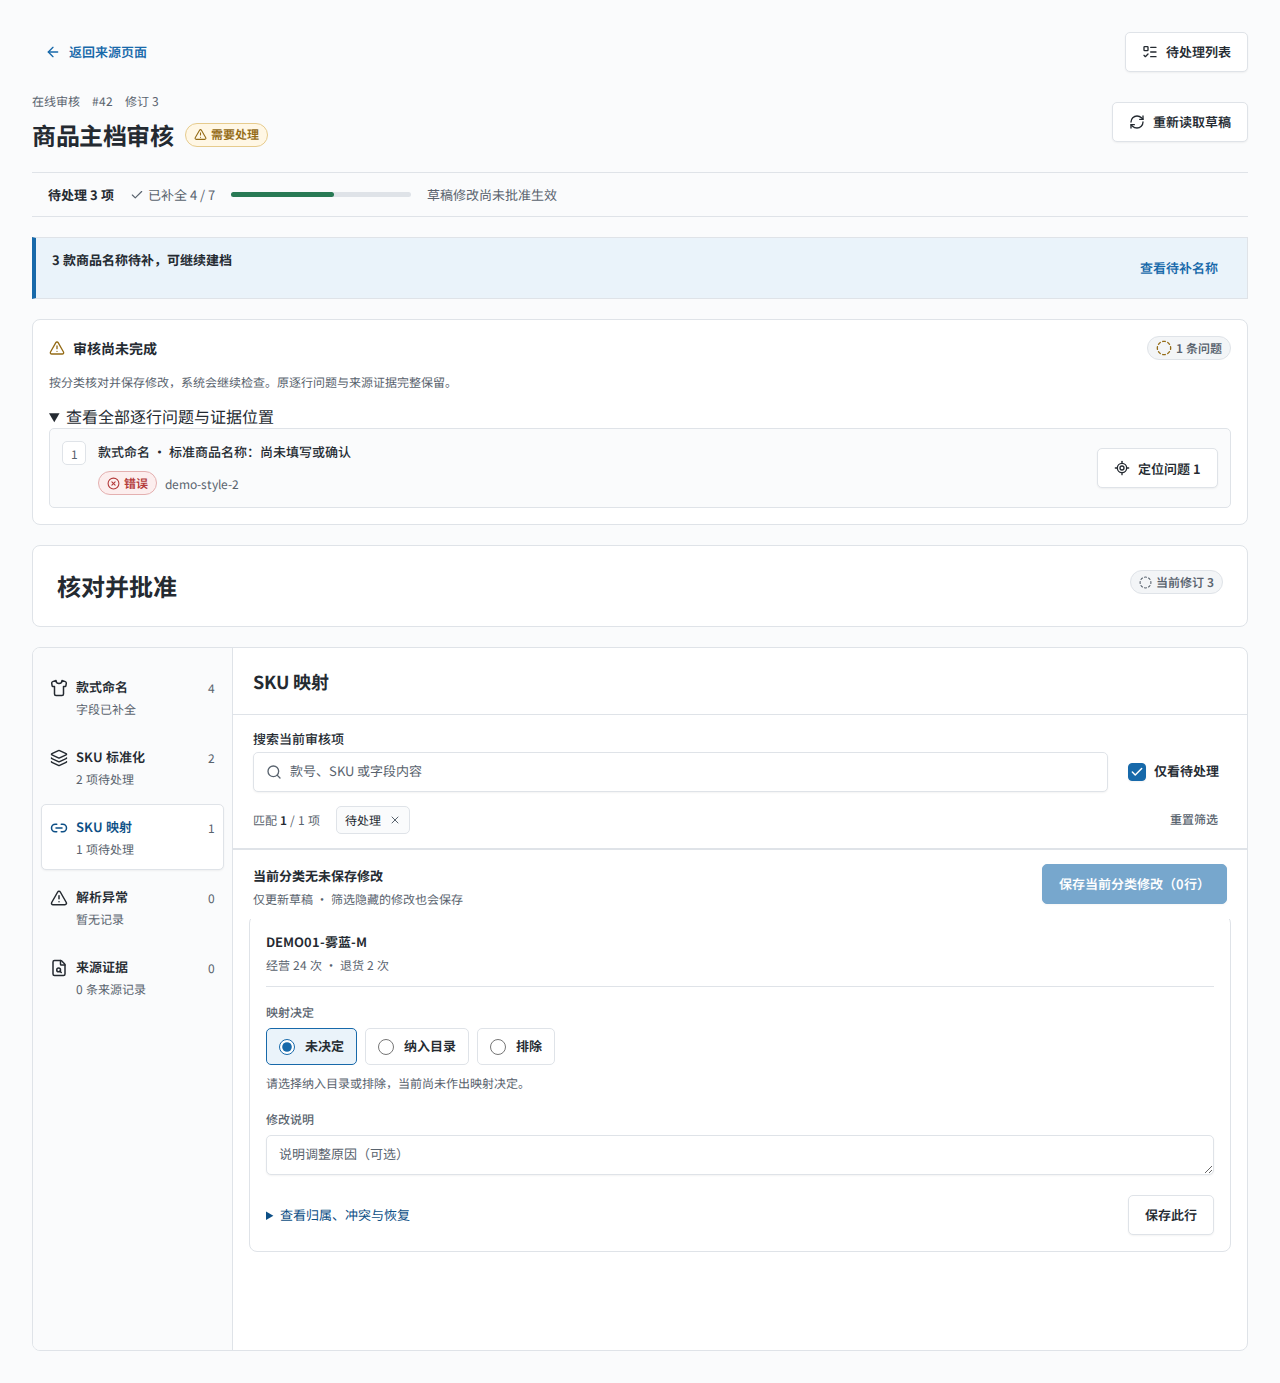 返回来源页面
待处理列表
在线审核 #42 修订 3
商品主档审核
需要处理
重新读取草稿
待处理 3 项
已补全 4 / 7
草稿修改尚未批准生效
3 款商品名称待补，可继续建档
查看待补名称
审核尚未完成
1 条问题
按分类核对并保存修改，系统会继续检查。原逐行问题与来源证据完整保留。
查看全部逐行问题与证据位置
1
款式命名 · 标准商品名称：尚未填写或确认
错误
demo-style-2
定位问题 1
核对并批准
当前修订 3
款式命名
4
字段已补全
SKU 标准化
2
2 项待处理
SKU 映射
1
1 项待处理
解析异常
0
暂无记录
来源证据
0
0 条来源记录
SKU 映射
搜索当前审核项
款号、SKU 或字段内容
仅看待处理
匹配 1 / 1 项
待处理
重置筛选
当前分类无未保存修改
仅更新草稿 · 筛选隐藏的修改也会保存
保存当前分类修改（0行）
DEMO01-雾蓝-M
经营 24 次 · 退货 2 次
映射决定
未决定
纳入目录
排除
请选择纳入目录或排除，当前尚未作出映射决定。
修改说明
说明调整原因（可选）
查看归属、冲突与恢复
保存此行